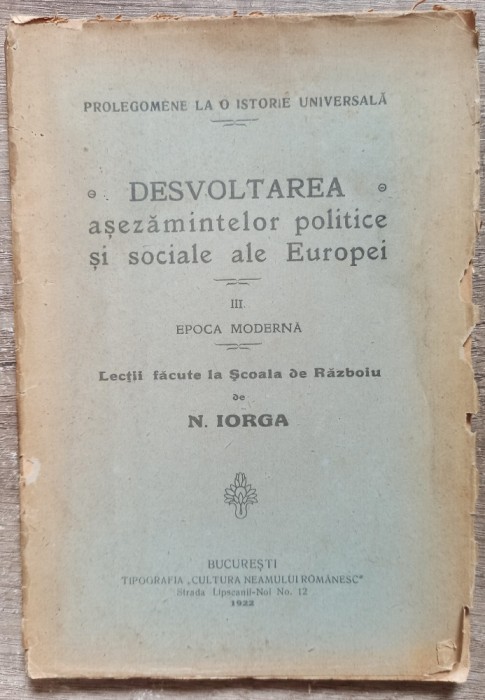 PROLEGOMENE LA O ISTORIE UNIVERSALĂ
DESVOLTAREA
așezămintelor politice
și sociale ale Europei
III
EPOCA MODERNĂ
Lecții făcute la Școala de Războiu
de
N. IORGA
BUCUREȘTI
TIPOGRAFIA „CULTURA NEAMULUI ROMĂNESC"
Strada Lipscanii-Noi No. 12
1922